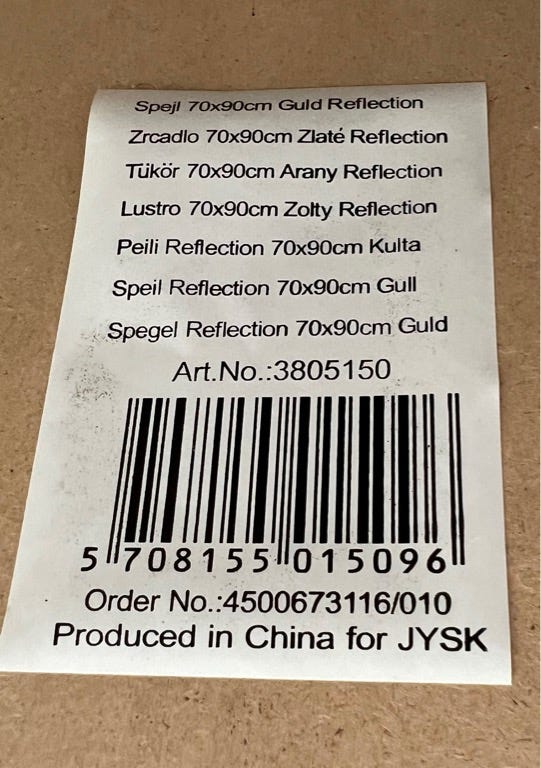 Spejl 70x90cm Guld Reflection
Zrcadlo 70x90cm Zlaté Reflection
Tükör 70x90cm Arany Reflection
Lustro 70x90cm Zolty Reflection
Peili Reflection 70x90cm Kulta
Speil Reflection 70x90cm Gull
Spegel Reflection 70x90cm Guld
Art.No.:3805150
5 708155 015096
Order No.:4500673116/010
Produced in China for JYSK